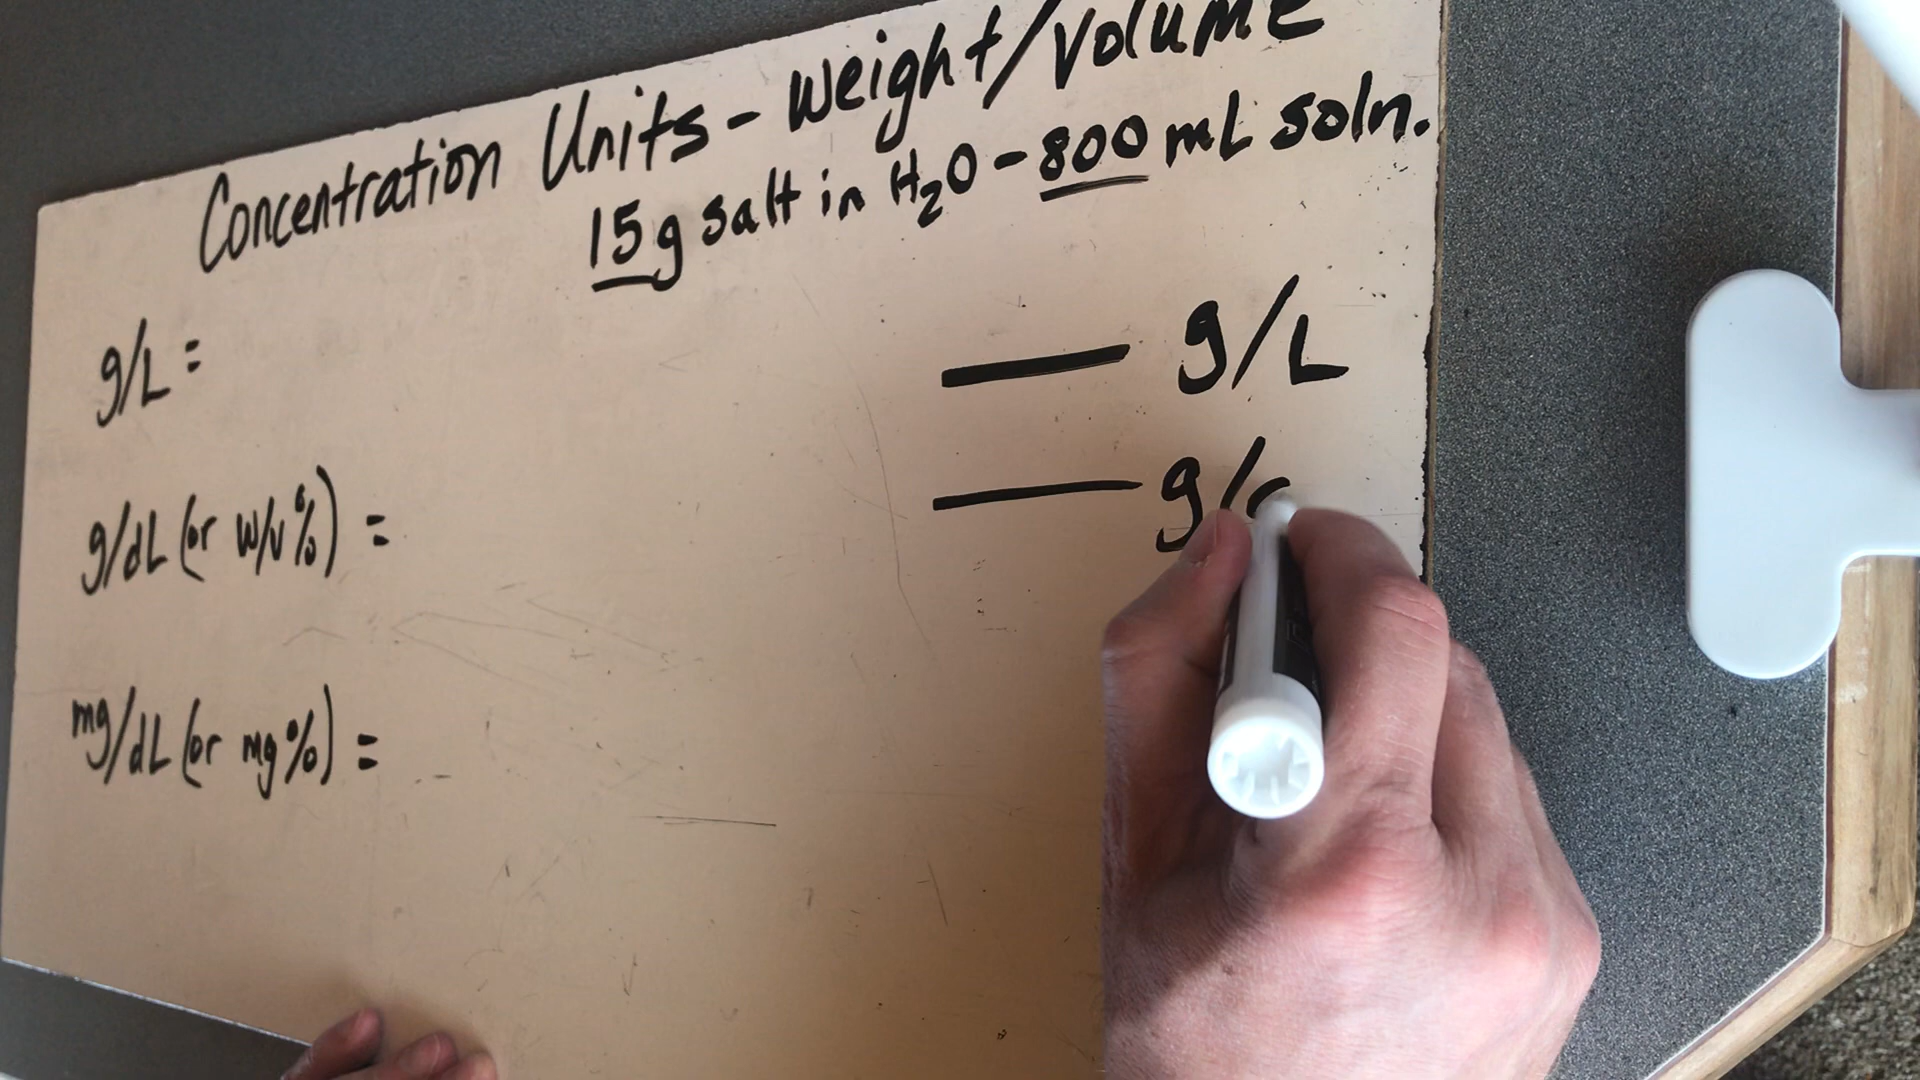 Concentration Units - Weight/Volume
15g salt in H₂O - 800 mL soln.
g/L =
g/L
g/dL (or w/v%) =
g/
mg/dL (or mg%) =